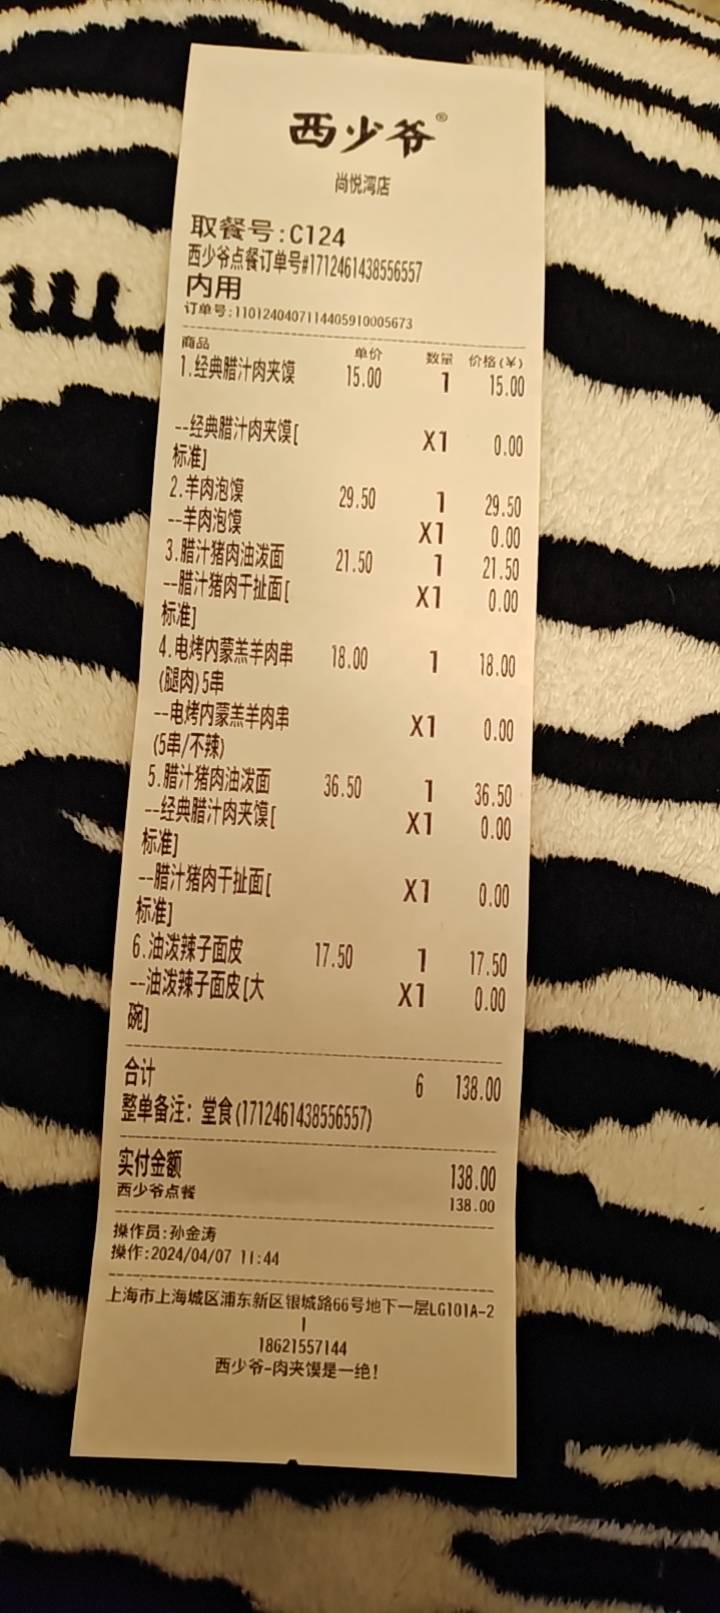 西少爷®
尚悦湾店
取餐号:C124
西少爷点餐订单号#1712461438556557
内用
订单号:1101240407114405910005673
商品 单价 数量 价格(¥)
1.经典腊汁肉夹馍 15.00 1 15.00
--经典腊汁肉夹馍[ X1 0.00
标准]
2.羊肉泡馍 29.50 1 29.50
--羊肉泡馍 X1 0.00
3.腊汁猪肉油泼面 21.50 1 21.50
--腊汁猪肉干扯面[ X1 0.00
标准]
4.电烤内蒙羔羊肉串 18.00 1 18.00
(腿肉)5串
--电烤内蒙羔羊肉串 X1 0.00
(5串/不辣)
5.腊汁猪肉油泼面 36.50 1 36.50
--经典腊汁肉夹馍[ X1 0.00
标准]
--腊汁猪肉干扯面[ X1 0.00
标准]
6.油泼辣子面皮 17.50 1 17.50
--油泼辣子面皮[大 X1 0.00
碗]
合计 6 138.00
整单备注: 堂食(1712461438556557)
实付金额 138.00
西少爷点餐 138.00
操作员:孙金涛
操作:2024/04/07 11:44
上海市上海城区浦东新区银城路66号地下一层LG101A-2
1
18621557144
西少爷-肉夹馍是一绝!